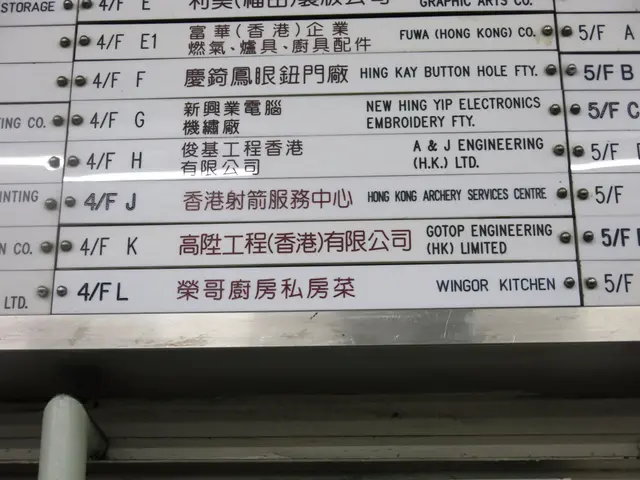 STORAGE
4/F E
GRAPHIC ARTS CO.
4/F E1 富華(香港)企業
燃氣、爐具、廚具配件
FUWA (HONG KONG) CO.
5/F A
4/F F 慶錡鳳眼鈕門廠 HING KAY BUTTON HOLE FTY.
5/F B
TING CO.
4/F G 新興業電腦
機繡廠
NEW HING YIP ELECTRONICS
EMBROIDERY FTY.
5/F C
4/F H 俊基工程香港
有限公司
A & J ENGINEERING
(H.K.) LTD.
5/F
INTING
4/F J 香港射箭服務中心 HONG KONG ARCHERY SERVICES CENTRE
5/F
N CO.
4/F K 高陞工程(香港)有限公司 GOTOP ENGINEERING
(HK) LIMITED
5/F
LTD.
4/F L 榮哥廚房私房菜 WINGOR KITCHEN
5/F